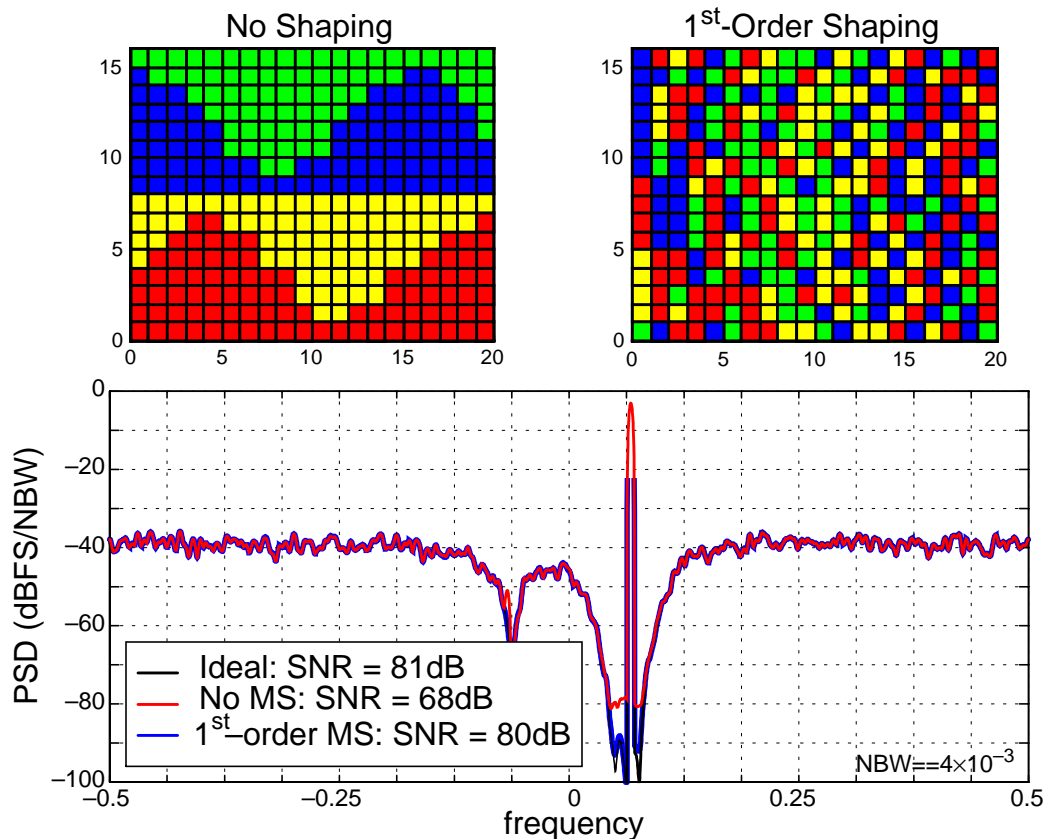 No Shaping
1st-Order Shaping
15
10
5
0
0 5 10 15 20
15
10
5
0
0 5 10 15 20
PSD (dBFS/NBW)
0
−20
−40
−60
−80
−100
Ideal: SNR = 81dB
No MS: SNR = 68dB
1st−order MS: SNR = 80dB
NBW==4×10−3
−0.5 −0.25 0 0.25 0.5
frequency